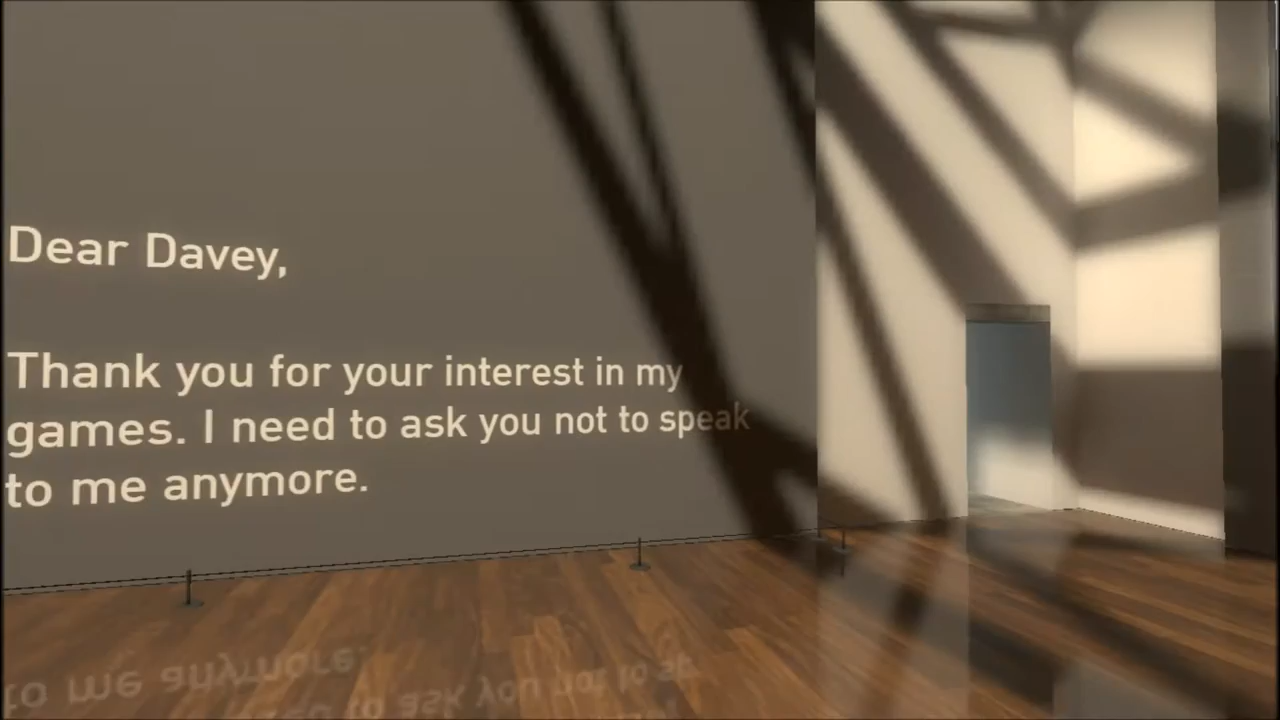 Dear Davey,
Thank you for your interest in my
games. I need to ask you not to speak
to me anymore.